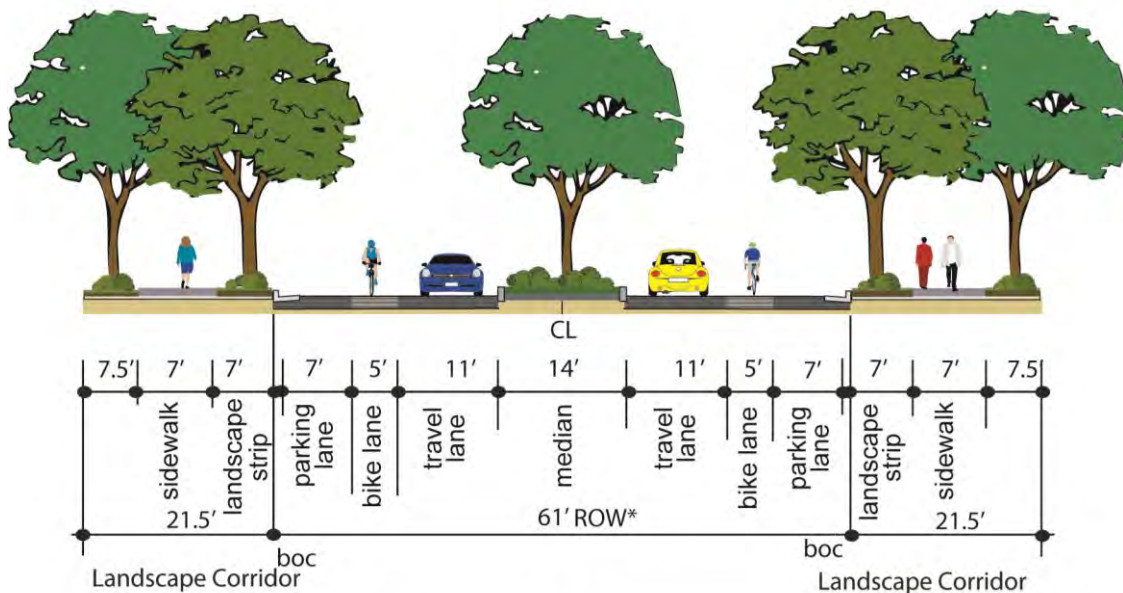 CL
7.5' 7' 7' 7' 5' 11' 14' 11' 5' 7' 7' 7' 7.5
sidewalk
landscape
strip
parking
lane
bike lane
travel
lane
median
travel
lane
bike lane
parking
lane
landscape
strip
sidewalk
21.5' 61' ROW* 21.5'
boc boc
Landscape Corridor Landscape Corridor